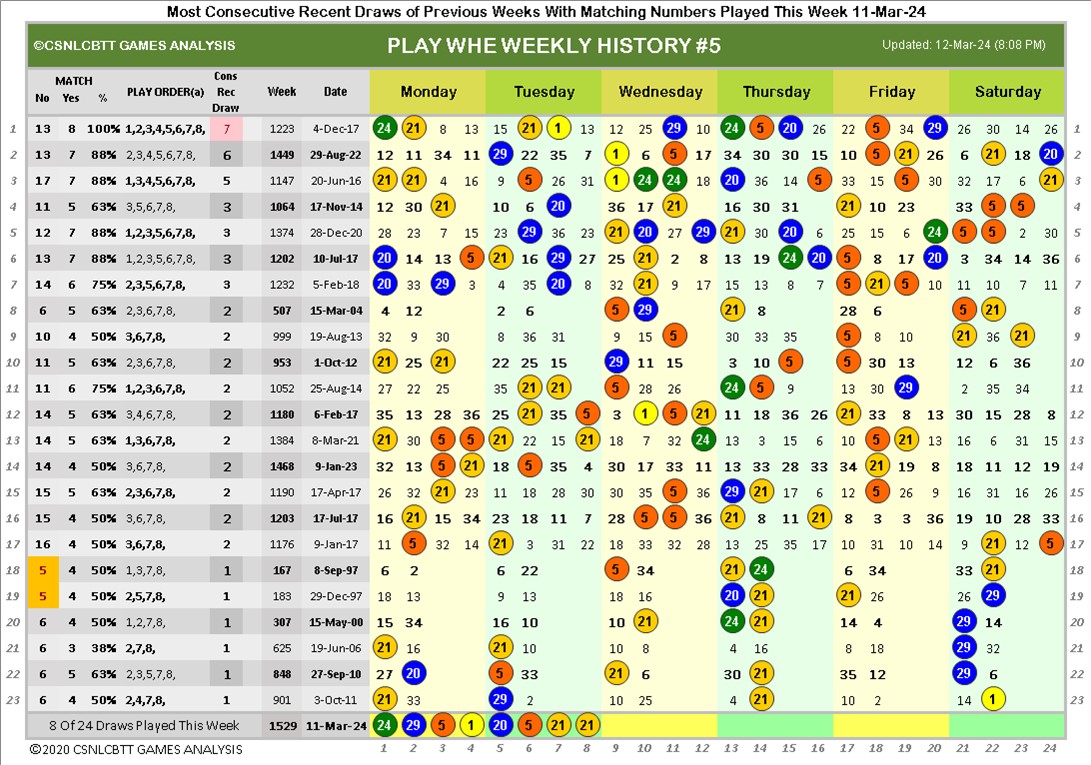 Most Consecutive Recent Draws of Previous Weeks With Matching Numbers Played This Week 11-Mar-24
©CSNLCBTT GAMES ANALYSIS PLAY WHE WEEKLY HISTORY #5 Updated: 12-Mar-24 (8:08 PM)
No MATCH Yes % PLAY ORDER(a) Cons Rec Draw Week Date Monday Tuesday Wednesday Thursday Friday Saturday
1 13 8 100% 1,2,3,4,5,6,7,8, 7 1223 4-Dec-17 24 21 8 13 15 21 1 13 12 25 29 10 24 5 20 26 22 5 34 29 26 30 14 26 1
2 13 7 88% 2,3,4,5,6,7,8, 6 1449 29-Aug-22 12 11 34 11 29 22 35 7 1 6 5 17 34 30 30 15 10 5 21 26 6 21 18 20 2
3 17 7 88% 1,3,4,5,6,7,8, 5 1147 20-Jun-16 21 21 4 16 9 5 26 31 1 24 24 18 20 36 14 5 33 15 5 30 32 17 6 21 3
4 11 5 63% 3,5,6,7,8, 3 1064 17-Nov-14 12 30 21 10 6 20 36 17 21 16 30 31 21 10 23 33 5 5 4
5 12 7 88% 1,2,3,5,6,7,8, 3 1374 28-Dec-20 28 23 7 15 23 29 36 23 21 20 27 29 21 30 20 6 25 15 6 24 21 5 2 30 5
6 13 7 88% 1,2,3,5,6,7,8, 3 1202 10-Jul-17 20 14 13 5 21 16 29 27 25 21 2 8 13 19 24 20 5 8 17 20 3 34 14 36 6
7 14 6 75% 2,3,5,6,7,8, 3 1232 5-Feb-18 20 33 29 3 4 35 20 8 32 21 9 17 15 13 8 7 5 21 5 10 11 10 7 11 7
8 6 5 63% 2,3,6,7,8, 2 507 15-Mar-04 4 12 2 6 5 29 21 8 28 6 5 21 8
9 10 4 50% 3,6,7,8, 2 999 19-Aug-13 32 9 30 8 36 31 9 15 5 30 33 35 5 8 10 21 36 21 9
10 11 5 63% 2,3,6,7,8, 2 953 1-Oct-12 21 25 21 22 25 15 29 11 15 3 10 5 5 30 13 12 6 36 10
11 11 6 75% 1,2,3,6,7,8, 2 1052 25-Aug-14 27 22 25 35 21 21 5 28 26 24 5 9 13 30 29 2 35 34 11
12 14 5 63% 3,4,6,7,8, 2 1180 6-Feb-17 35 13 28 36 25 21 35 5 3 1 5 21 11 18 36 26 21 33 8 13 30 15 28 8 12
13 14 5 63% 1,3,6,7,8, 2 1384 8-Mar-21 21 30 5 5 21 22 15 21 18 7 32 24 13 3 15 6 10 5 21 13 16 6 31 15 13
14 14 4 50% 3,6,7,8, 2 1468 9-Jan-23 32 13 5 21 18 5 35 4 30 17 33 11 13 33 28 33 34 21 19 8 18 11 12 19 14
15 15 5 63% 2,3,6,7,8, 2 1190 17-Apr-17 26 32 21 23 11 18 28 30 30 35 5 36 29 21 17 6 12 5 26 9 16 31 16 26 15
16 15 4 50% 3,6,7,8, 2 1203 17-Jul-17 16 21 15 34 23 18 11 7 28 5 5 36 21 8 11 21 8 3 3 36 19 10 28 33 16
17 16 4 50% 3,6,7,8, 2 1176 9-Jan-17 11 5 32 14 21 3 31 22 18 33 32 28 13 25 35 17 10 31 10 14 9 21 12 5 17
18 5 4 50% 1,3,7,8, 1 167 8-Sep-97 6 2 6 22 5 34 21 24 6 34 33 21 18
19 5 4 50% 2,5,7,8, 1 183 29-Dec-97 18 13 9 13 18 16 20 21 21 26 26 29 19
20 6 4 50% 1,2,7,8, 1 307 15-May-00 15 34 16 10 10 21 24 21 14 4 29 14 20
21 6 3 38% 2,7,8, 1 625 19-Jun-06 21 16 21 10 10 8 4 16 8 18 29 32 21
22 6 5 63% 2,3,5,7,8, 1 848 27-Sep-10 27 20 5 33 21 6 30 21 35 12 29 6 22
23 6 4 50% 2,4,7,8, 1 901 3-Oct-11 21 33 29 2 10 25 4 21 10 2 14 1 23
8 Of 24 Draws Played This Week 1529 11-Mar-24 24 29 5 1 20 5 21 21
©2020 CSNLCBTT GAMES ANALYSIS 1 2 3 4 5 6 7 8 9 10 11 12 13 14 15 16 17 18 19 20 21 22 23 24